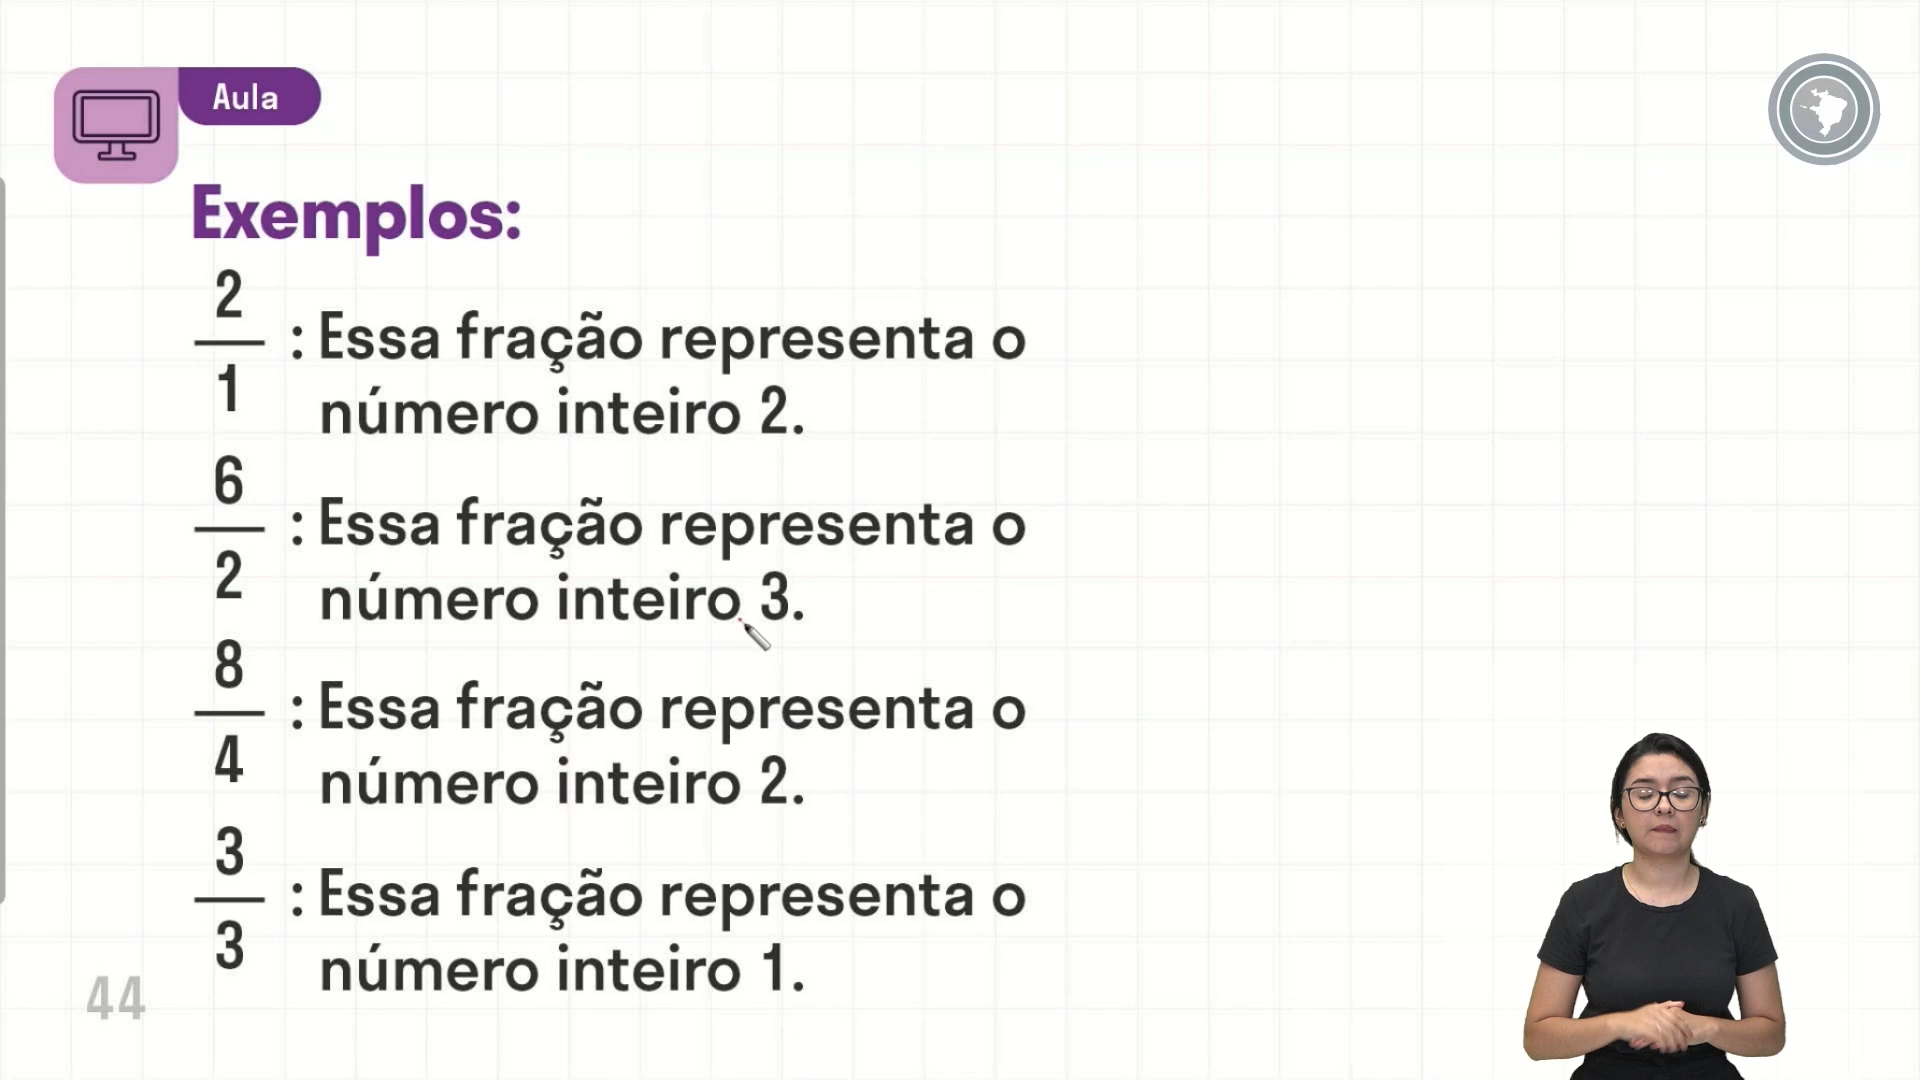 Aula
Exemplos:
2
— : Essa fração representa o
1
número inteiro 2.
6
— : Essa fração representa o
2
número inteiro 3.
8
— : Essa fração representa o
4
número inteiro 2.
3
— : Essa fração representa o
3
número inteiro 1.
44